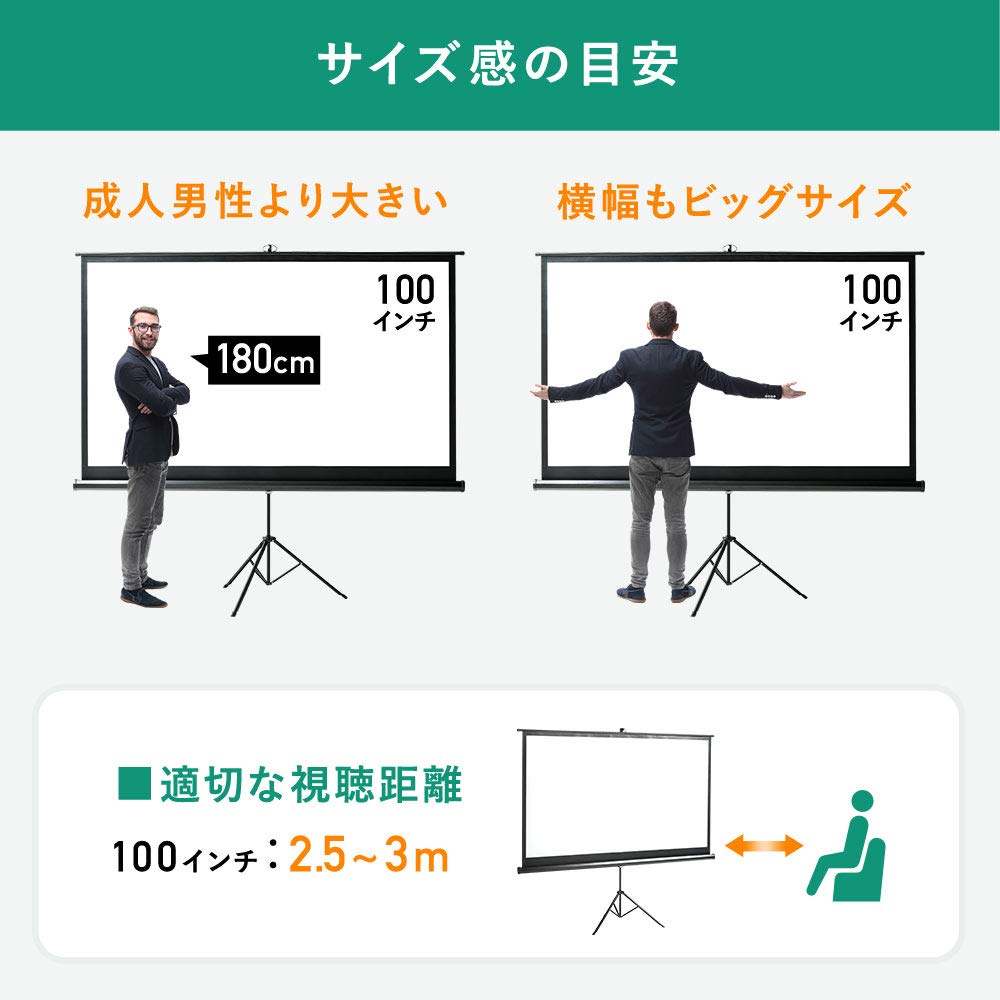 サイズ感の目安
成人男性より大きい
100
インチ
180cm
横幅もビッグサイズ
100
インチ
■適切な視聴距離
100インチ：2.5～3m